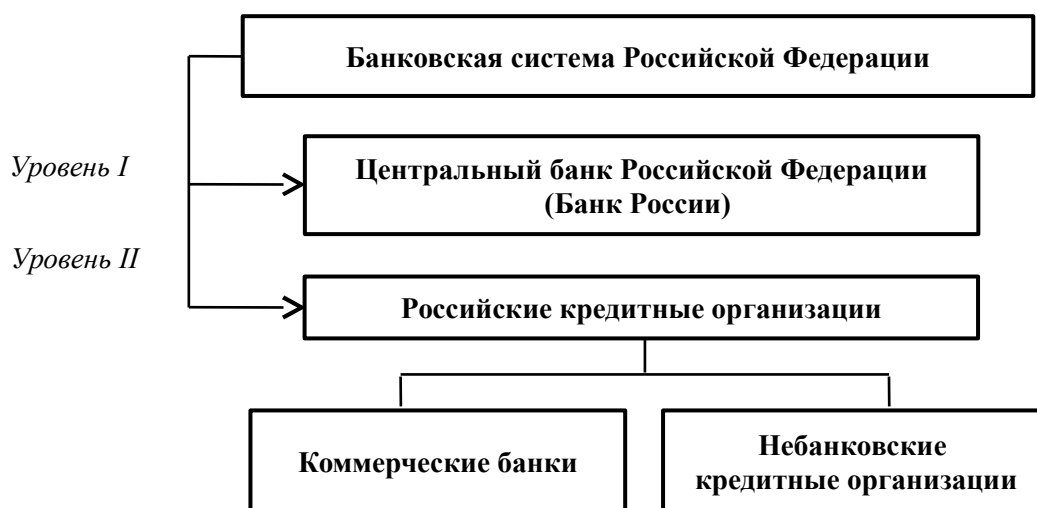 Банковская система Российской Федерации
Уровень I
Центральный банк Российской Федерации
(Банк России)
Уровень II
Российские кредитные организации
Коммерческие банки
Небанковские
кредитные организации